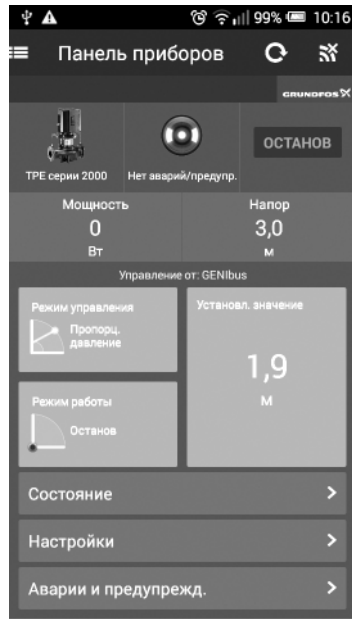 99% 10:16
Панель приборов
GRUNDFOS
TPE серии 2000
Нет аварий/предупр.
ОСТАНОВ
Мощность
0
Вт
Напор
3,0
м
Управление от: GENIbus
Режим управления
Пропорц.
давление
Установл. значение
1,9
м
Режим работы
Останов
Состояние
Настройки
Аварии и предупрежд.